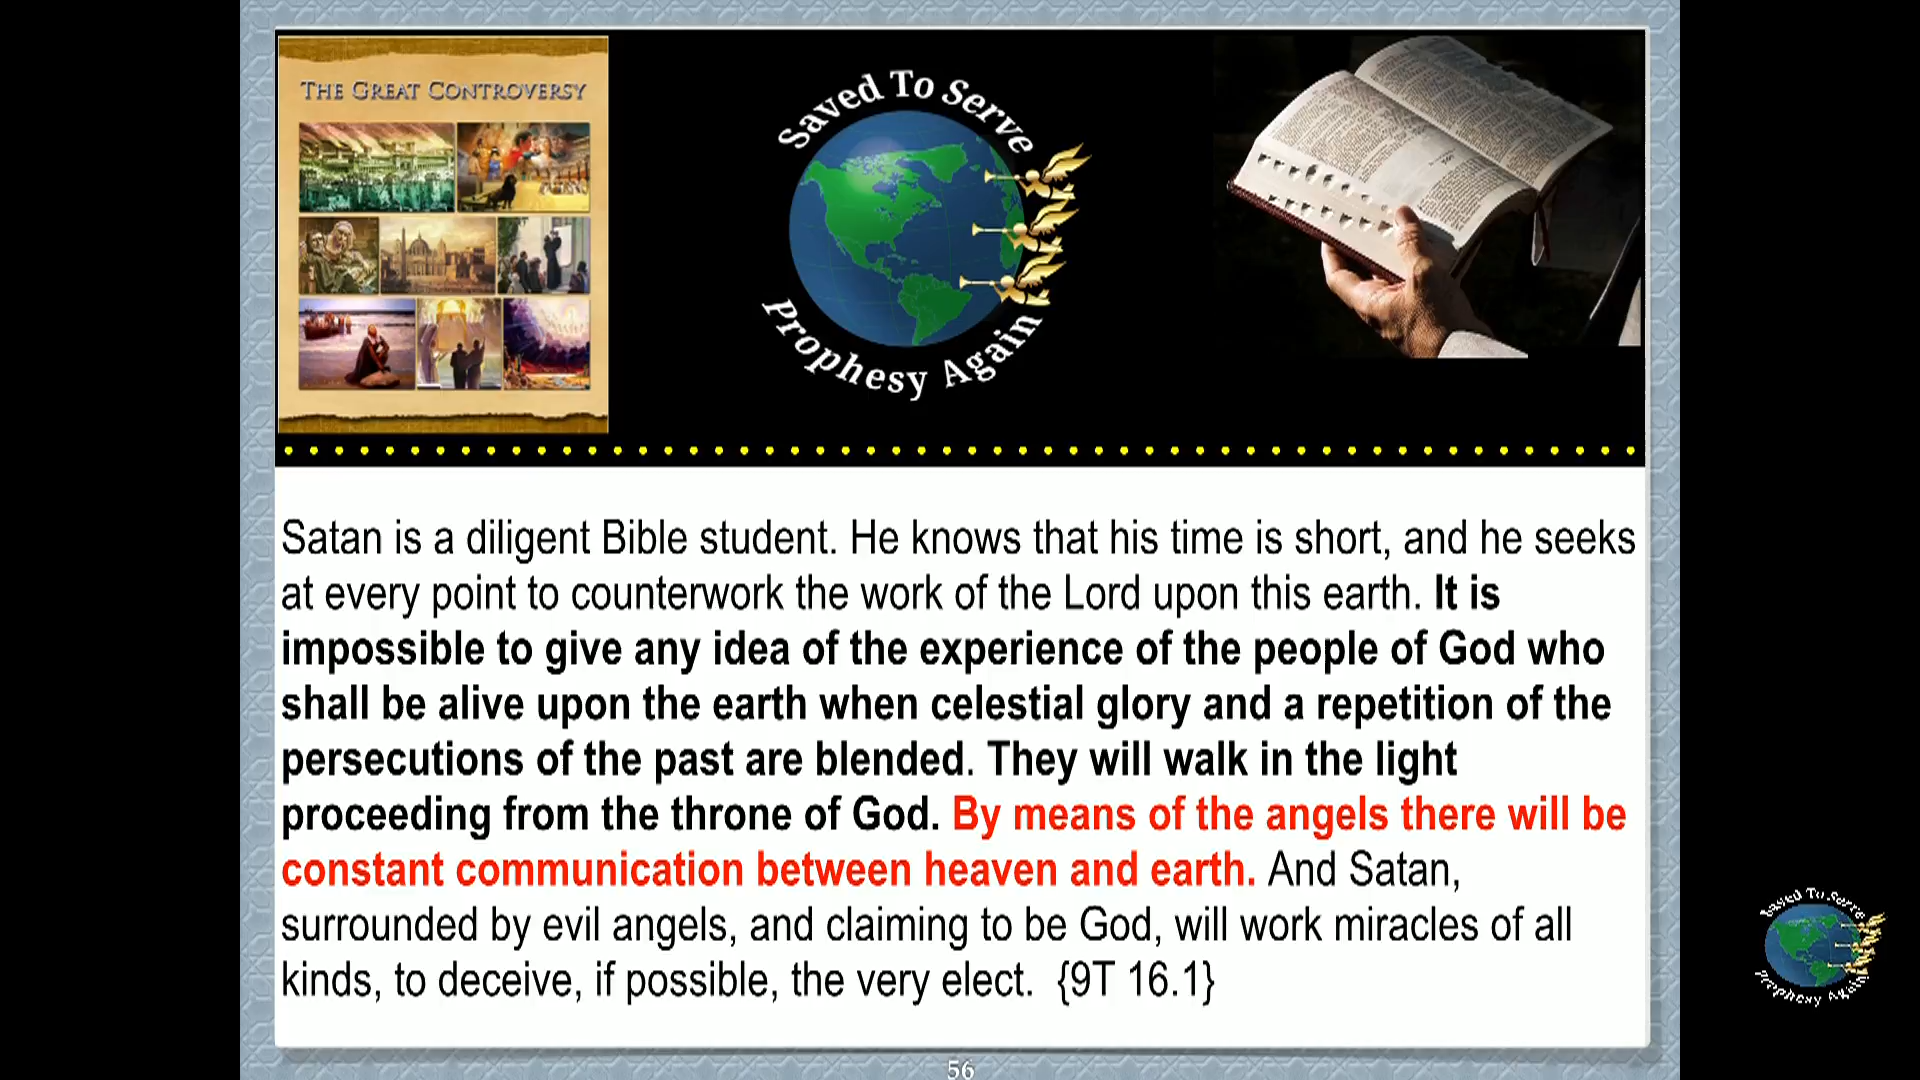 THE GREAT CONTROVERSY
Saved To Serve
Prophesy Again
Satan is a diligent Bible student. He knows that his time is short, and he seeks
at every point to counterwork the work of the Lord upon this earth. It is
impossible to give any idea of the experience of the people of God who
shall be alive upon the earth when celestial glory and a repetition of the
persecutions of the past are blended. They will walk in the light
proceeding from the throne of God. By means of the angels there will be
constant communication between heaven and earth. And Satan,
surrounded by evil angels, and claiming to be God, will work miracles of all
kinds, to deceive, if possible, the very elect. {9T 16.1}
Saved To Serve
Prophesy Again
56